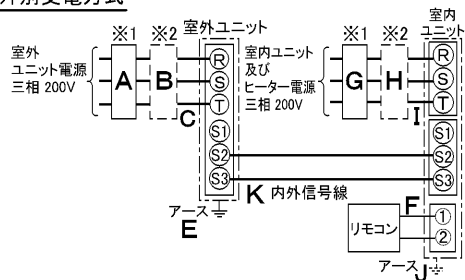 外別受電方式
※1 ※2 室外ユニット
室外
ユニット電源
三相 200V
A B C
R
S
T
S1
S2
S3
アース
E
※1 ※2 室内
ユニット
室内ユニット
及び
ヒーター電源
三相 200V
G H I
R
S
T
S1
S2
S3
K 内外信号線
F
リモコン
1
2
アース J